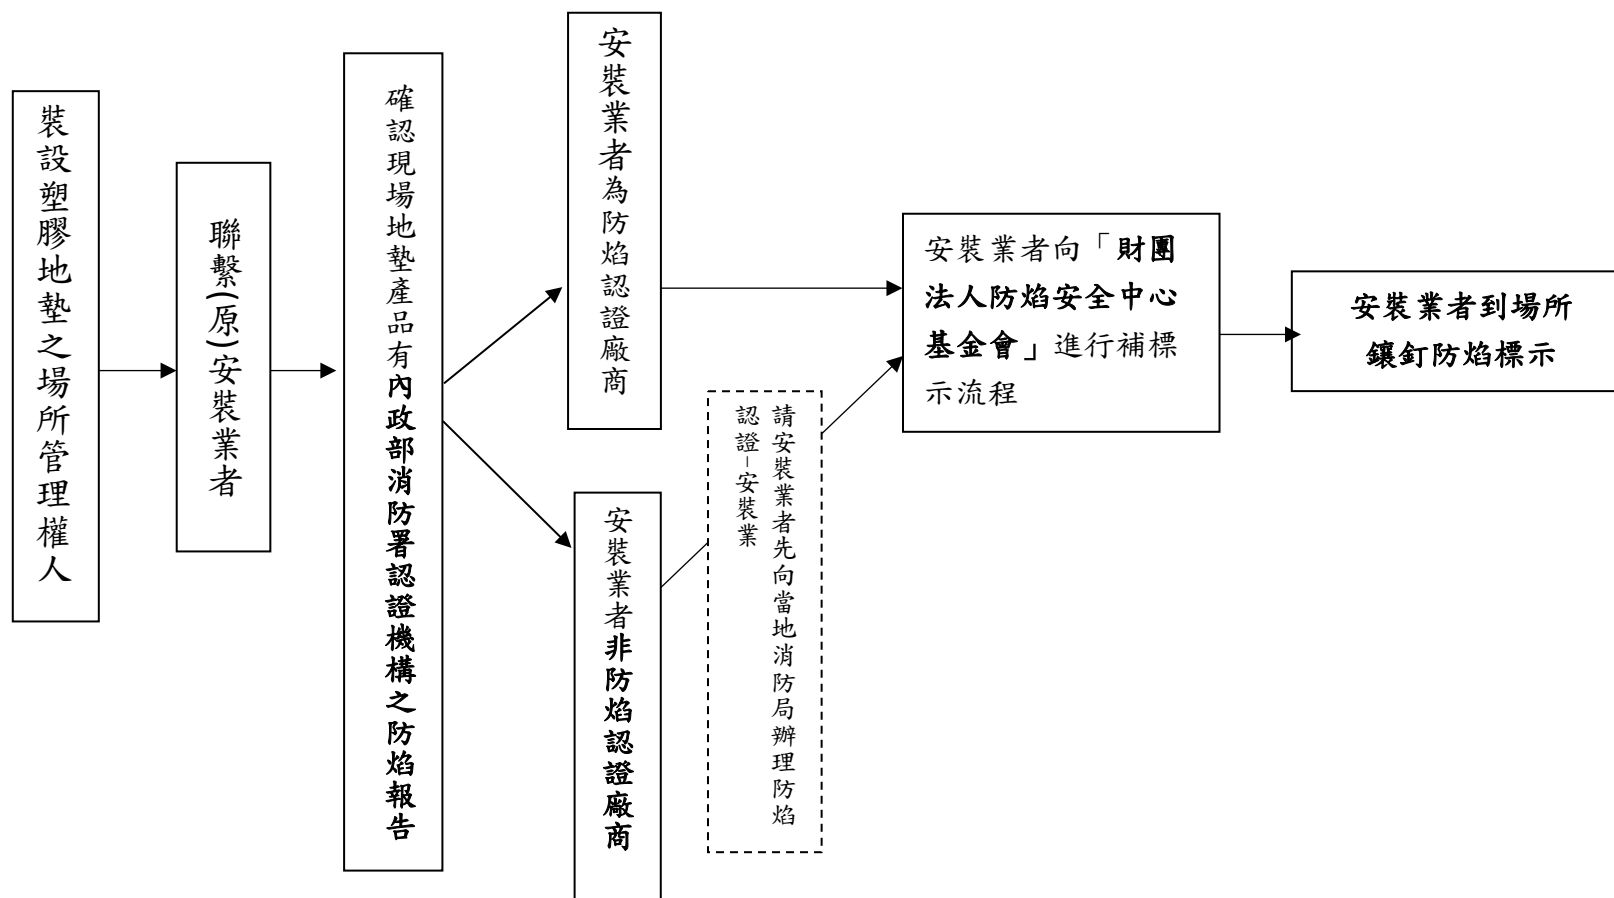 裝設塑膠地墊之場所管理權人
聯繫(原)安裝業者
確認現場地墊產品有內政部消防署認證機構之防焰報告
安裝業者為防焰認證廠商
安裝業者非防焰認證廠商
請安裝業者先向當地消防局辦理防焰
認證-安裝業
安裝業者向「財團
法人防焰安全中心
基金會」進行補標
示流程
安裝業者到場所
鑲釘防焰標示